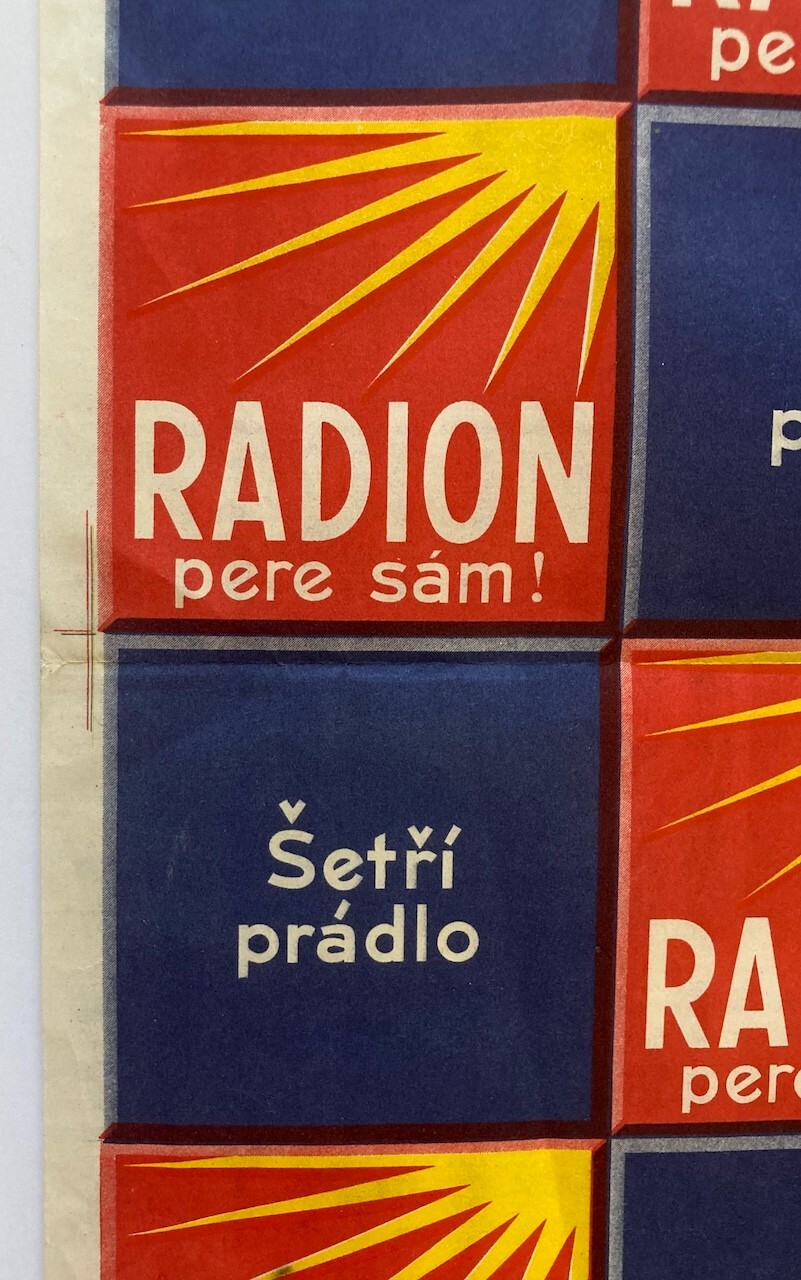 RADION
pere sám!
Šetří
prádlo